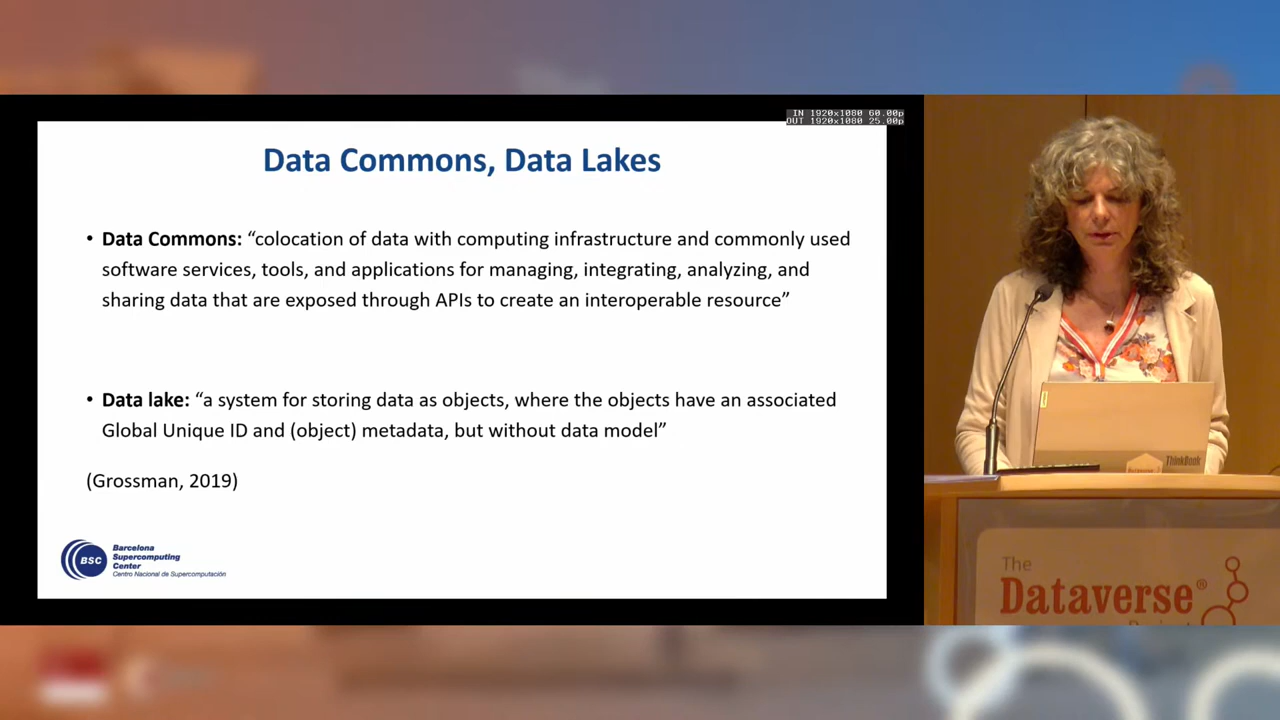 IN 1920x1080 60.00p
OUT 1920x1080 25.00p
Data Commons, Data Lakes
• Data Commons: “colocation of data with computing infrastructure and commonly used
software services, tools, and applications for managing, integrating, analyzing, and
sharing data that are exposed through APIs to create an interoperable resource”
• Data lake: “a system for storing data as objects, where the objects have an associated
Global Unique ID and (object) metadata, but without data model”
(Grossman, 2019)
BSC
Barcelona
Supercomputing
Center
Centro Nacional de Supercomputación
ThinkBook
The
Dataverse®